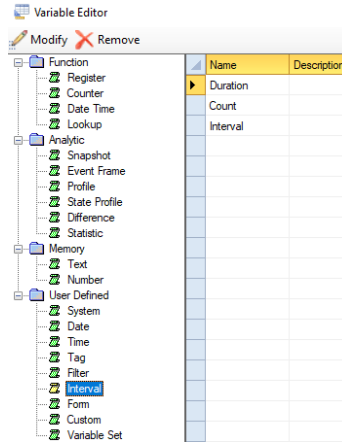 Variable Editor
Modify Remove
Function
Register
Counter
Date Time
Lookup
Analytic
Snapshot
Event Frame
Profile
State Profile
Difference
Statistic
Memory
Text
Number
User Defined
System
Date
Time
Tag
Filter
Interval
Form
Custom
Variable Set
Name Description
Duration
Count
Interval